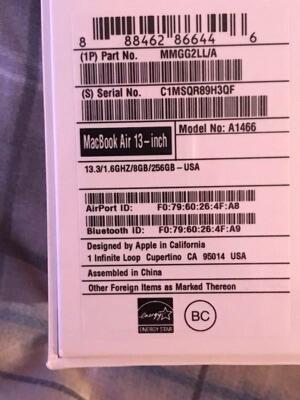 8 88462 86644 6
(1P) Part No. MMGG2LL/A
(S) Serial No. C1MSQR89H3QF
MacBook Air 13-inch
Model No: A1466
13.3/1.6GHZ/8GB/256GB-USA
AirPort ID: F0:79:60:26:4F:A8
Bluetooth ID: F0:79:60:26:4F:A9
Designed by Apple in California
1 Infinite Loop Cupertino CA 95014 USA
Assembled in China
Other Foreign Items as Marked Thereon
energy
ENERGY STAR
BC